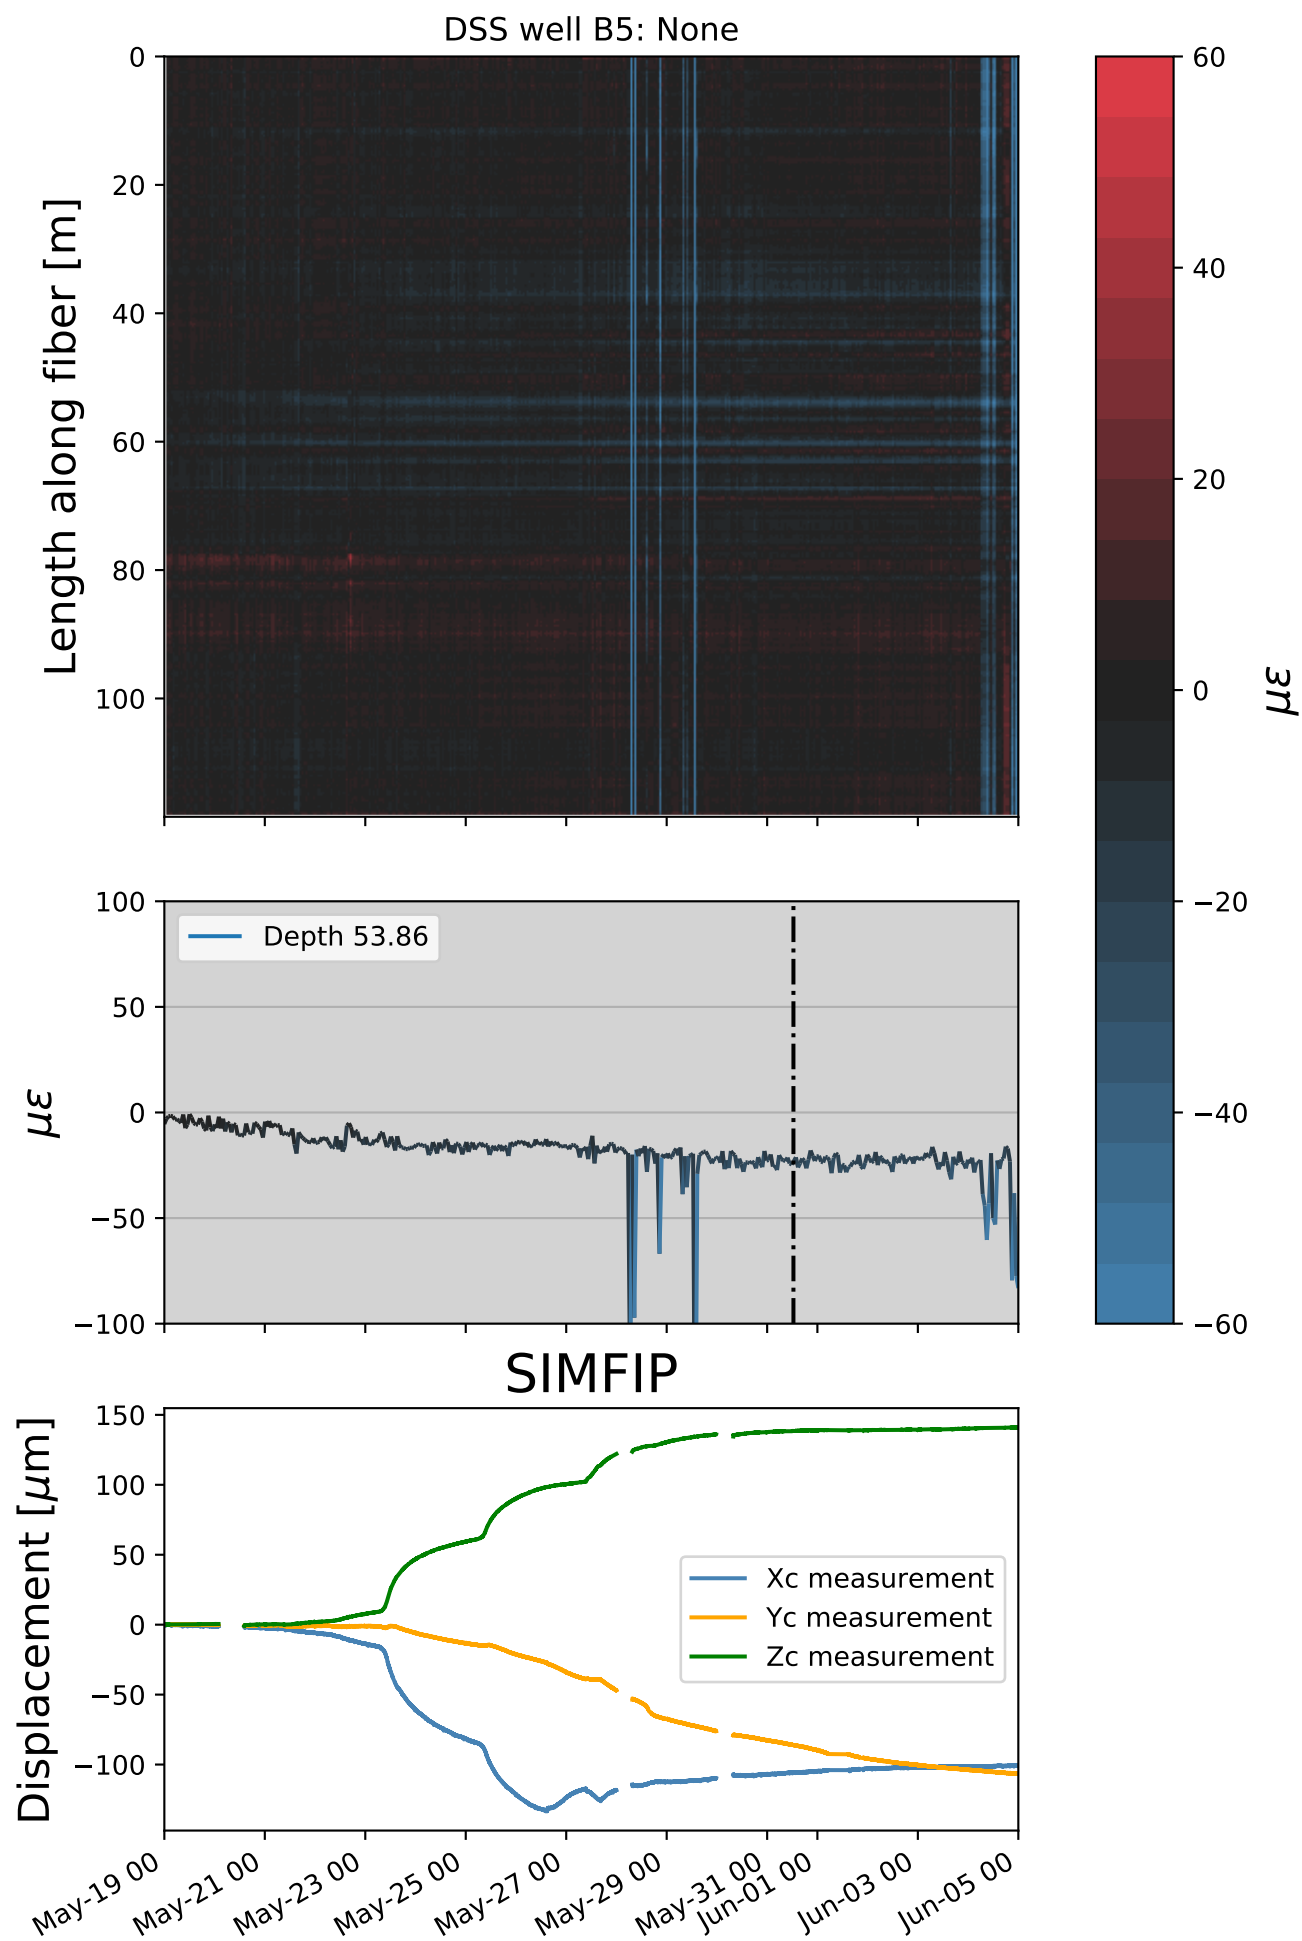 DSS well B5: None
0
20
40
60
80
100
Length along fiber [m]
60
40
20
0
−20
−40
−60
με
100
50
0
−50
−100
με
Depth 53.86
SIMFIP
150
100
50
0
−50
−100
Displacement [μm]
Xc measurement
Yc measurement
Zc measurement
May-19 00
May-21 00
May-23 00
May-25 00
May-27 00
May-29 00
May-31 00
Jun-01 00
Jun-03 00
Jun-05 00